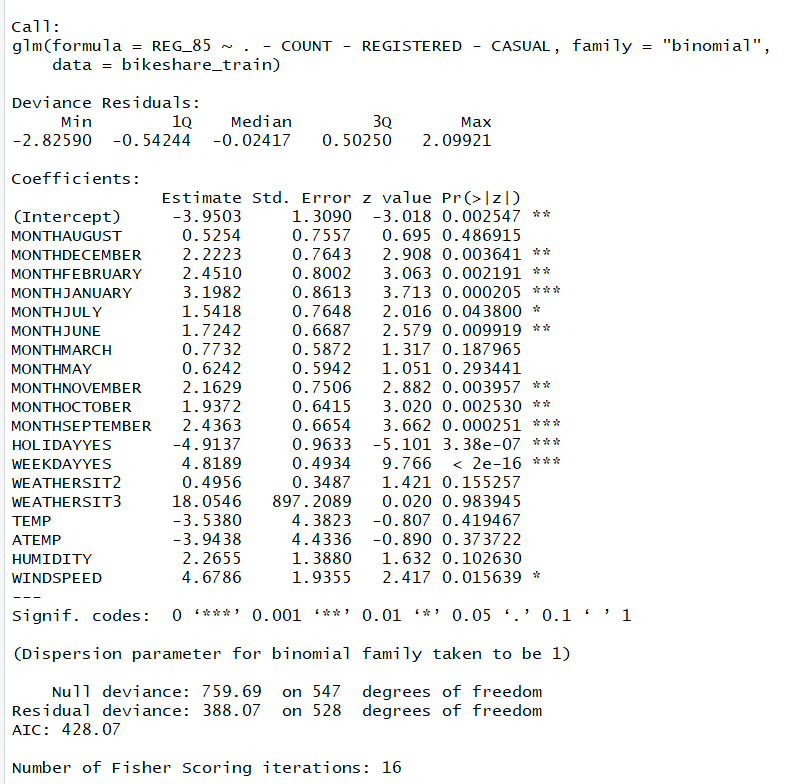 Call:
glm(formula = REG_85 ~ . - COUNT - REGISTERED - CASUAL, family = "binomial",
    data = bikeshare_train)
Deviance Residuals:
     Min        1Q    Median        3Q       Max
-2.82590  -0.54244  -0.02417   0.50250   2.09921
Coefficients:
               Estimate Std. Error z value Pr(>|z|)
(Intercept)     -3.9503     1.3090  -3.018 0.002547 **
MONTHAUGUST      0.5254     0.7557   0.695 0.486915
MONTHDECEMBER    2.2223     0.7643   2.908 0.003641 **
MONTHFEBRUARY    2.4510     0.8002   3.063 0.002191 **
MONTHJANUARY     3.1982     0.8613   3.713 0.000205 ***
MONTHJULY        1.5418     0.7648   2.016 0.043800 *
MONTHJUNE        1.7242     0.6687   2.579 0.009919 **
MONTHMARCH       0.7732     0.5872   1.317 0.187965
MONTHMAY         0.6242     0.5942   1.051 0.293441
MONTHNOVEMBER    2.1629     0.7506   2.882 0.003957 **
MONTHOCTOBER     1.9372     0.6415   3.020 0.002530 **
MONTHSEPTEMBER   2.4363     0.6654   3.662 0.000251 ***
HOLIDAYYES      -4.9137     0.9633  -5.101 3.38e-07 ***
WEEKDAYYES       4.8189     0.4934   9.766  < 2e-16 ***
WEATHERSIT2      0.4956     0.3487   1.421 0.155257
WEATHERSIT3     18.0546   897.2089   0.020 0.983945
TEMP            -3.5380     4.3823  -0.807 0.419467
ATEMP           -3.9438     4.4336  -0.890 0.373722
HUMIDITY         2.2655     1.3880   1.632 0.102630
WINDSPEED        4.6786     1.9355   2.417 0.015639 *
---
Signif. codes:  0 ‘***’ 0.001 ‘**’ 0.01 ‘*’ 0.05 ‘.’ 0.1 ‘ ’ 1
(Dispersion parameter for binomial family taken to be 1)
    Null deviance: 759.69  on 547  degrees of freedom
Residual deviance: 388.07  on 528  degrees of freedom
AIC: 428.07
Number of Fisher Scoring iterations: 16